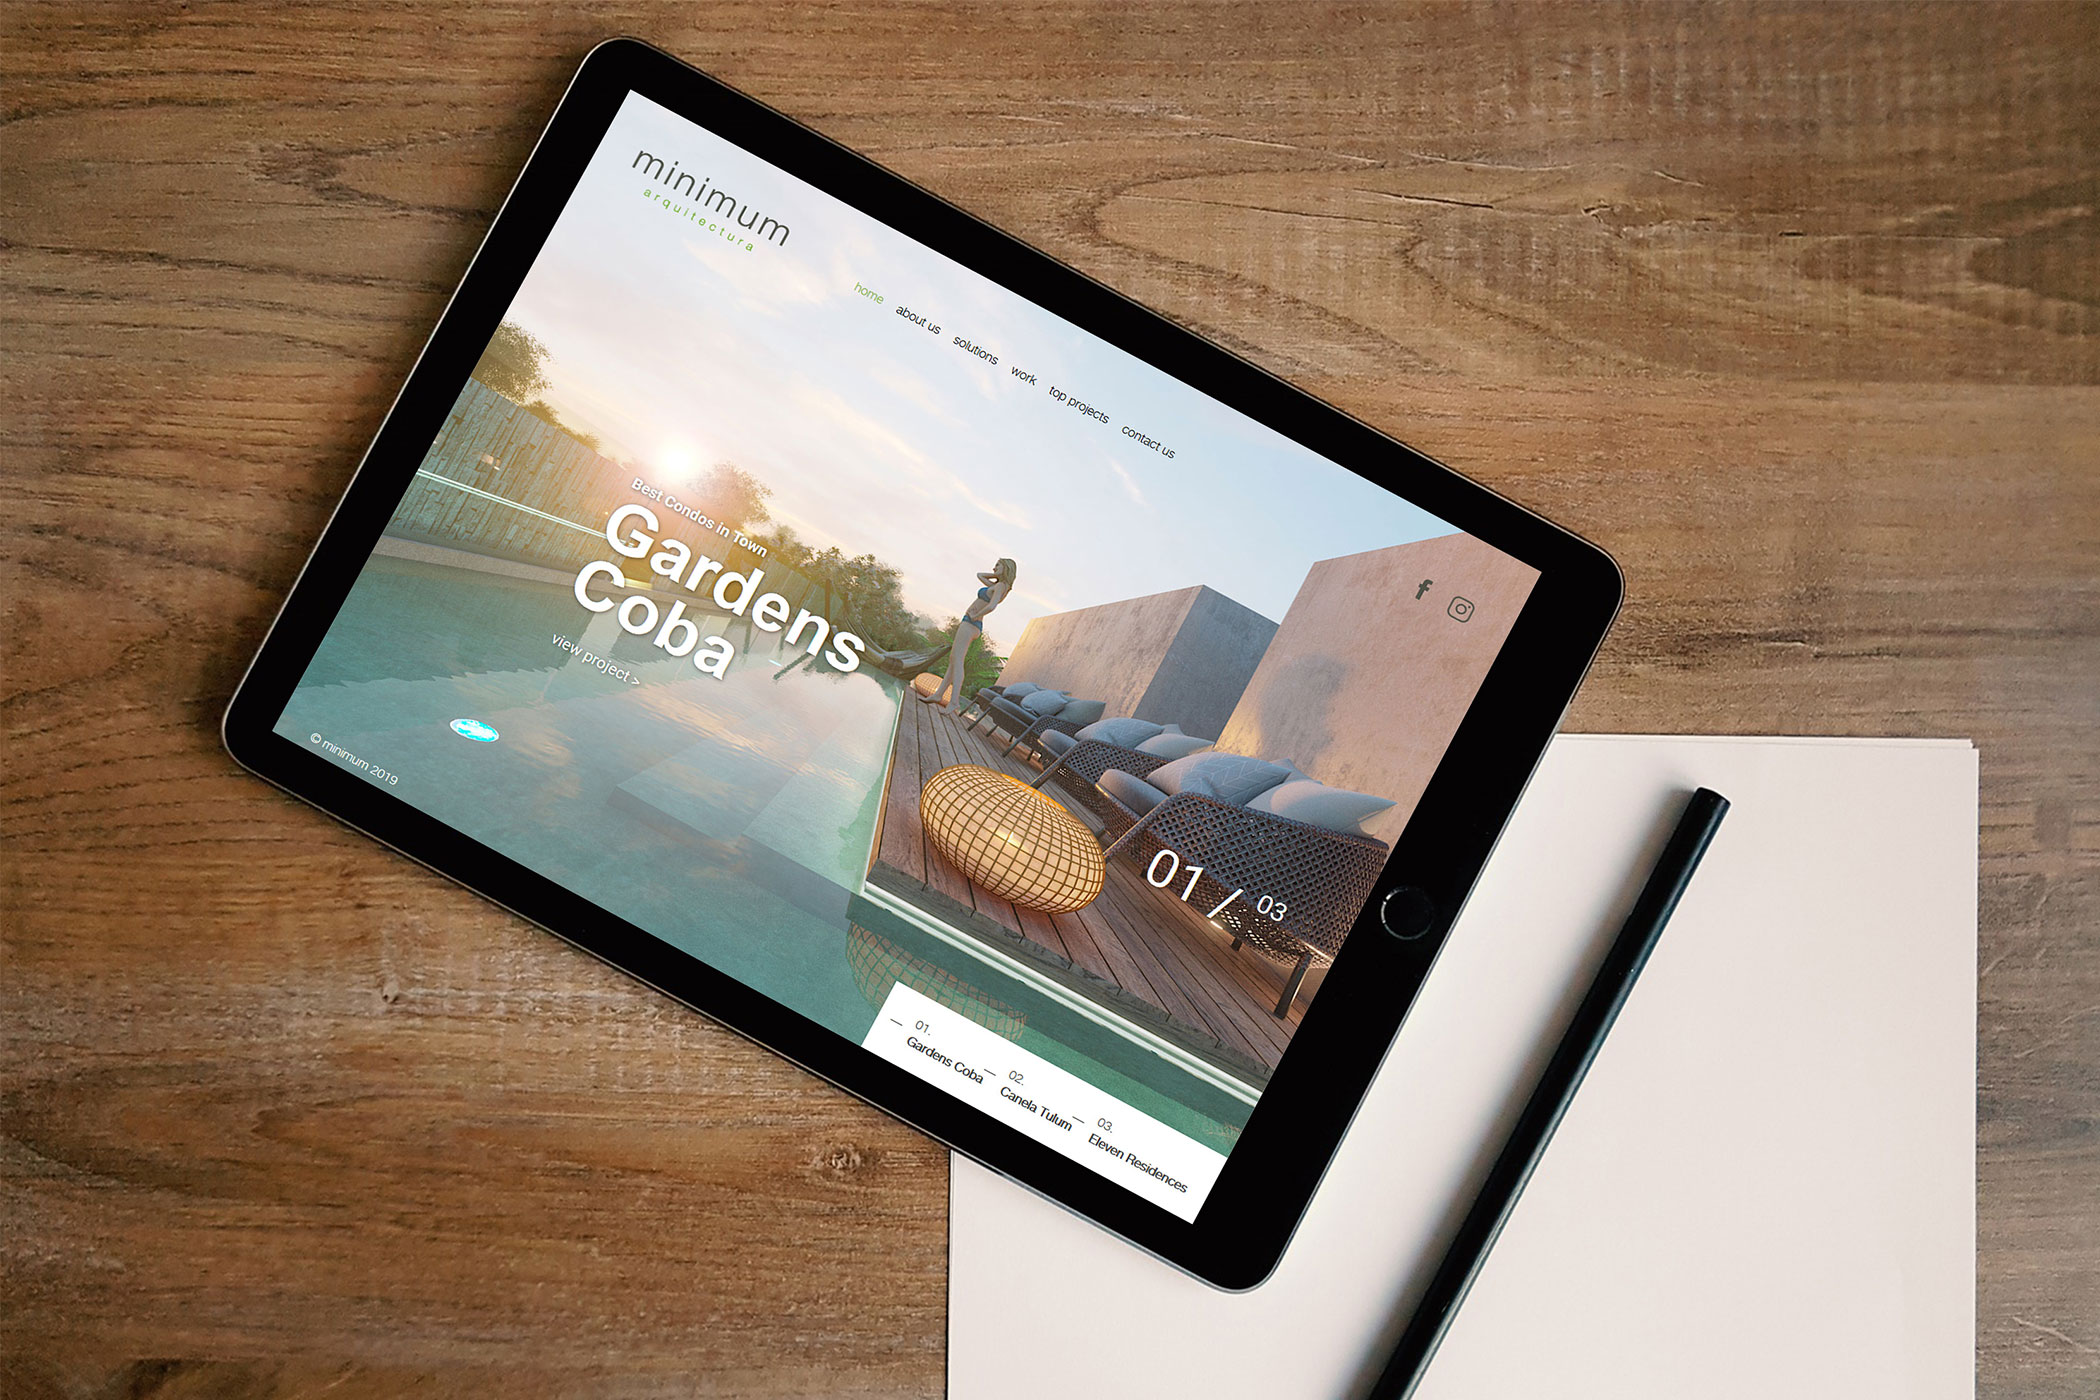 minimum
arquitectura
home about us solutions work top projects contact us
Best Condos in Town
Gardens
Coba
view project >
01 / 03
© minimum 2019
01.
Gardens Coba
02.
Canela Tulum
03.
Eleven Residences